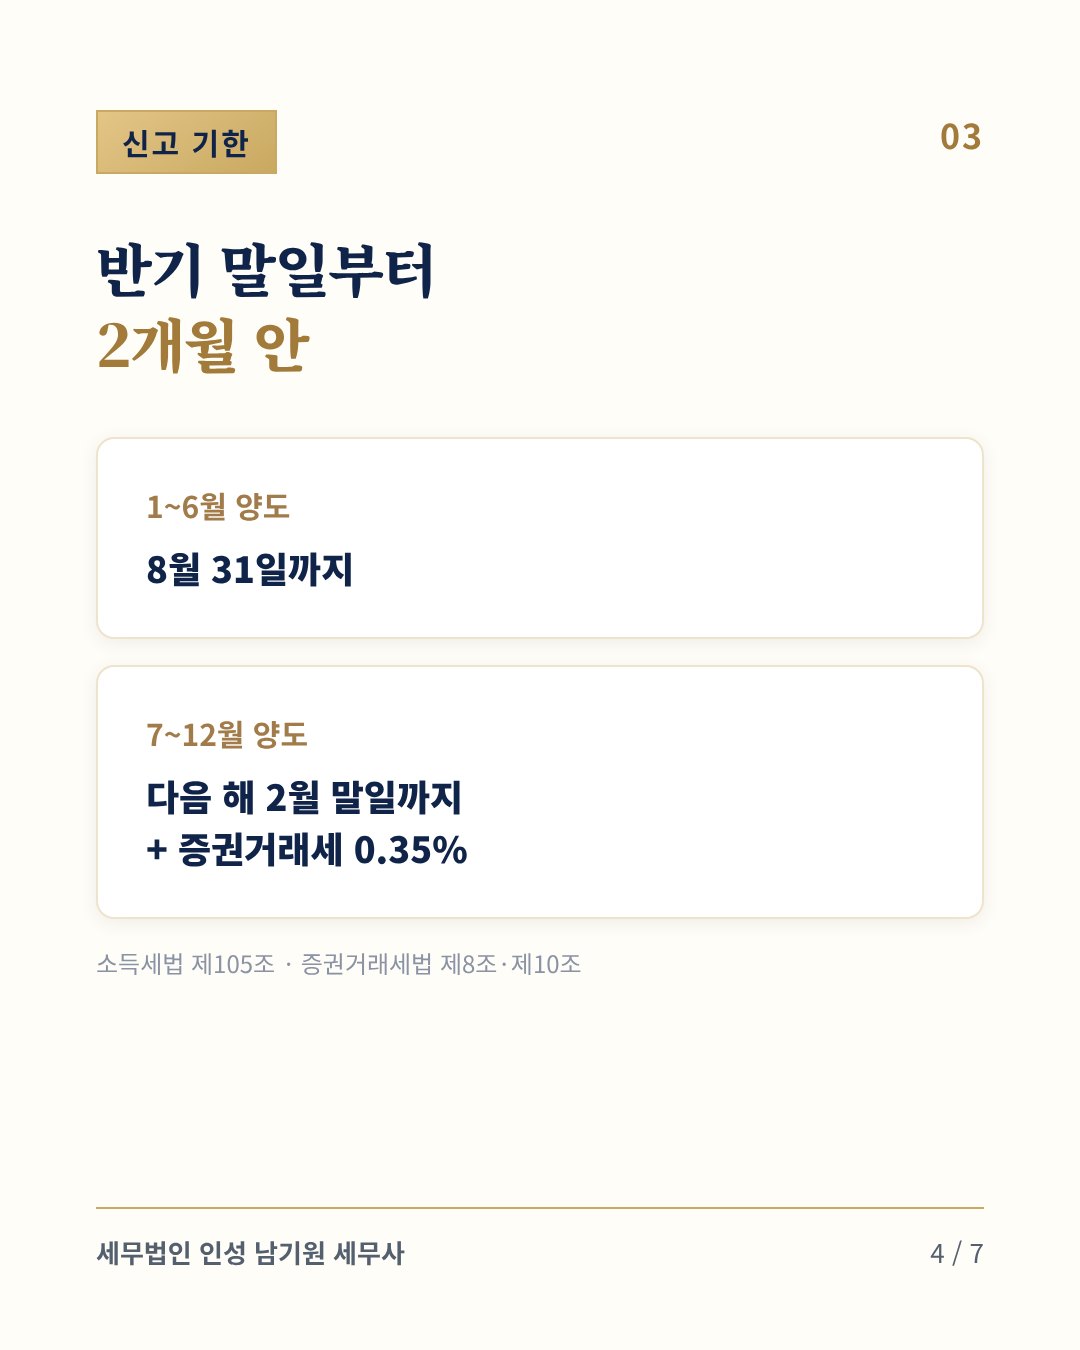 신고 기한
03
반기 말일부터
2개월 안
1~6월 양도
8월 31일까지
7~12월 양도
다음 해 2월 말일까지
+ 증권거래세 0.35%
소득세법 제105조 · 증권거래세법 제8조·제10조
세무법인 인성 남기원 세무사
4 / 7